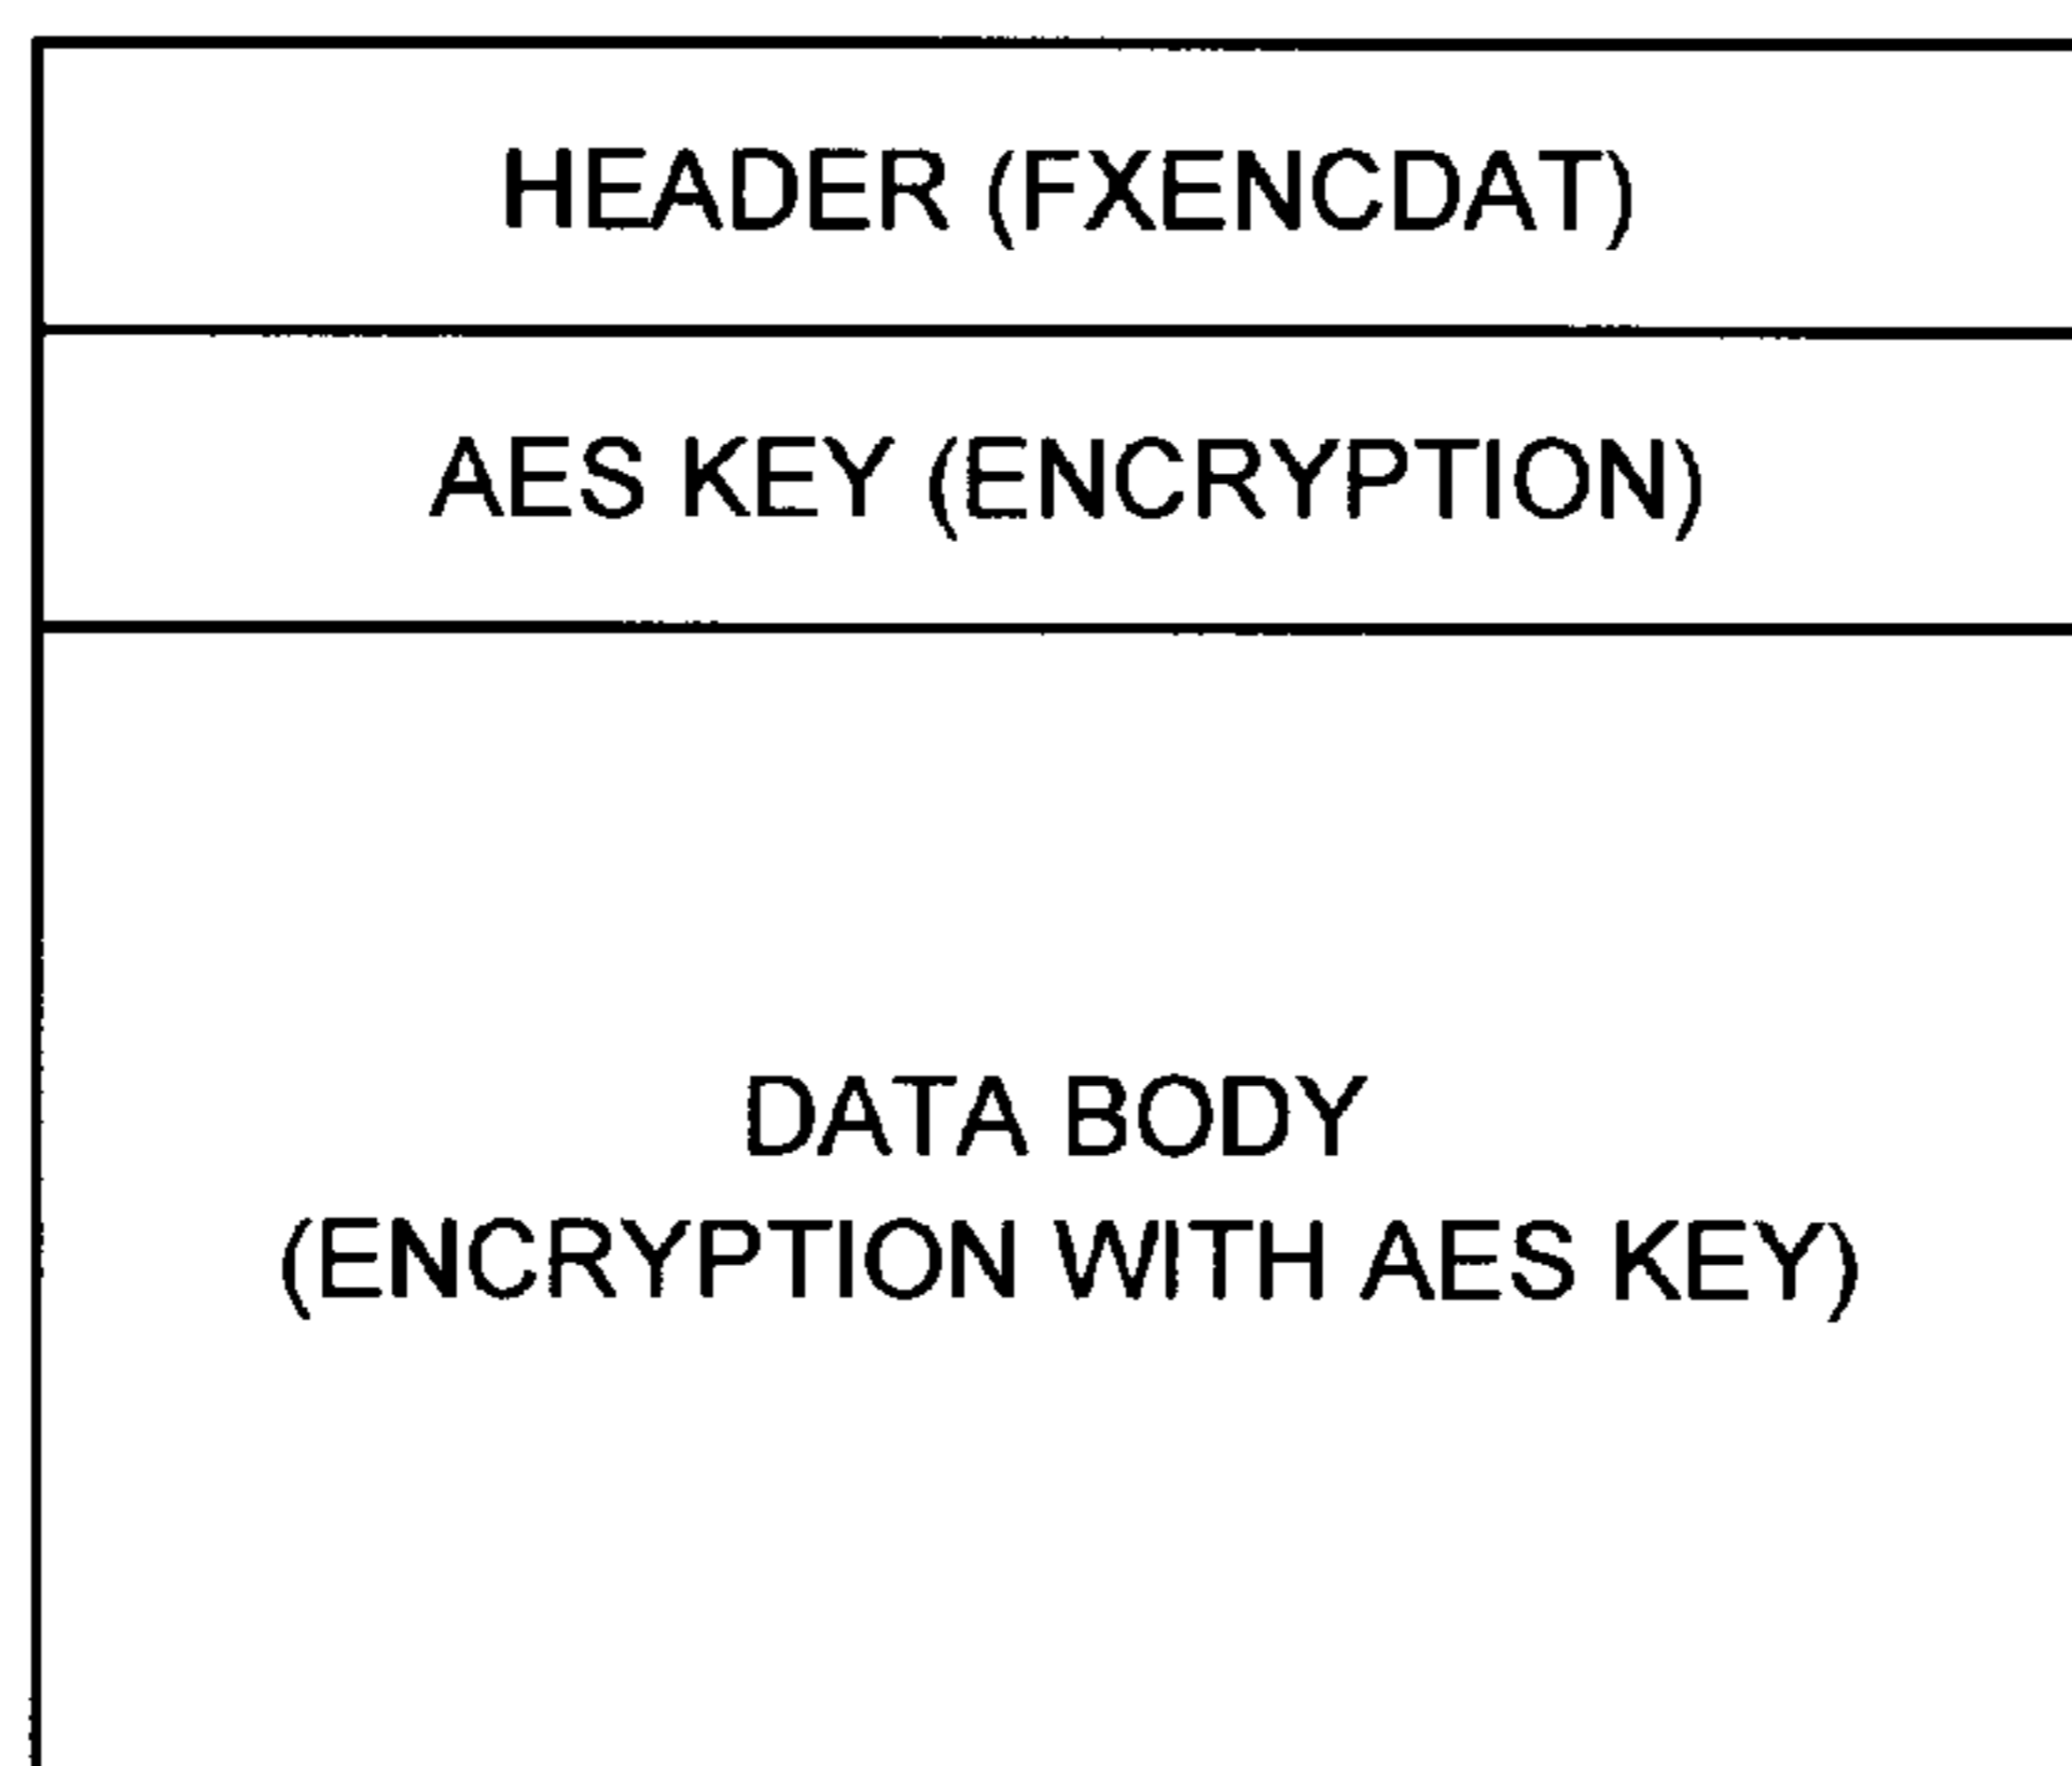 HEADER (FXENCDAT)
AES KEY (ENCRYPTION)
DATA BODY
(ENCRYPTION WITH AES KEY)